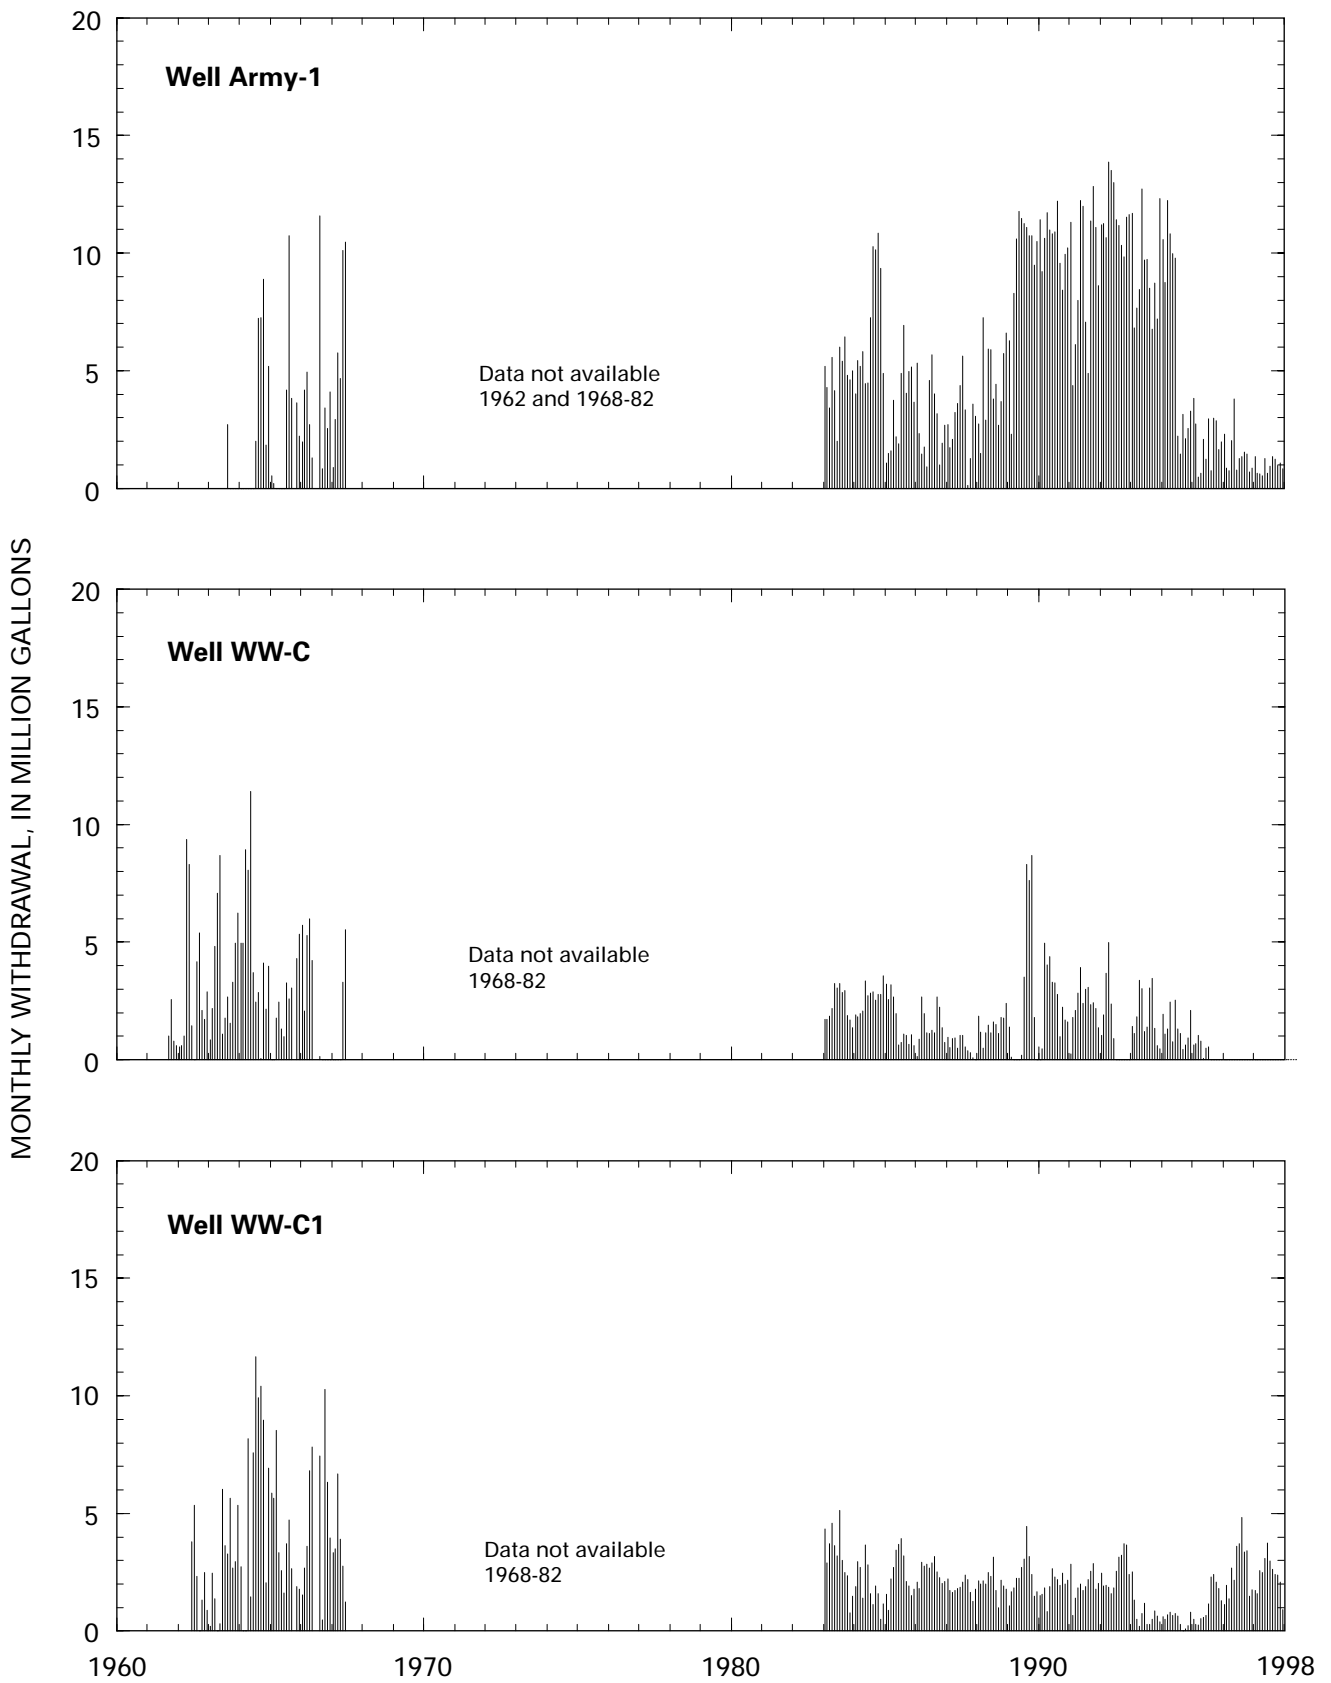 MONTHLY WITHDRAWAL, IN MILLION GALLONS
20
15
10
5
0
Well Army-1
Data not available
1962 and 1968-82
20
15
10
5
0
Well WW-C
Data not available
1968-82
20
15
10
5
0
Well WW-C1
Data not available
1968-82
1960 1970 1980 1990 1998